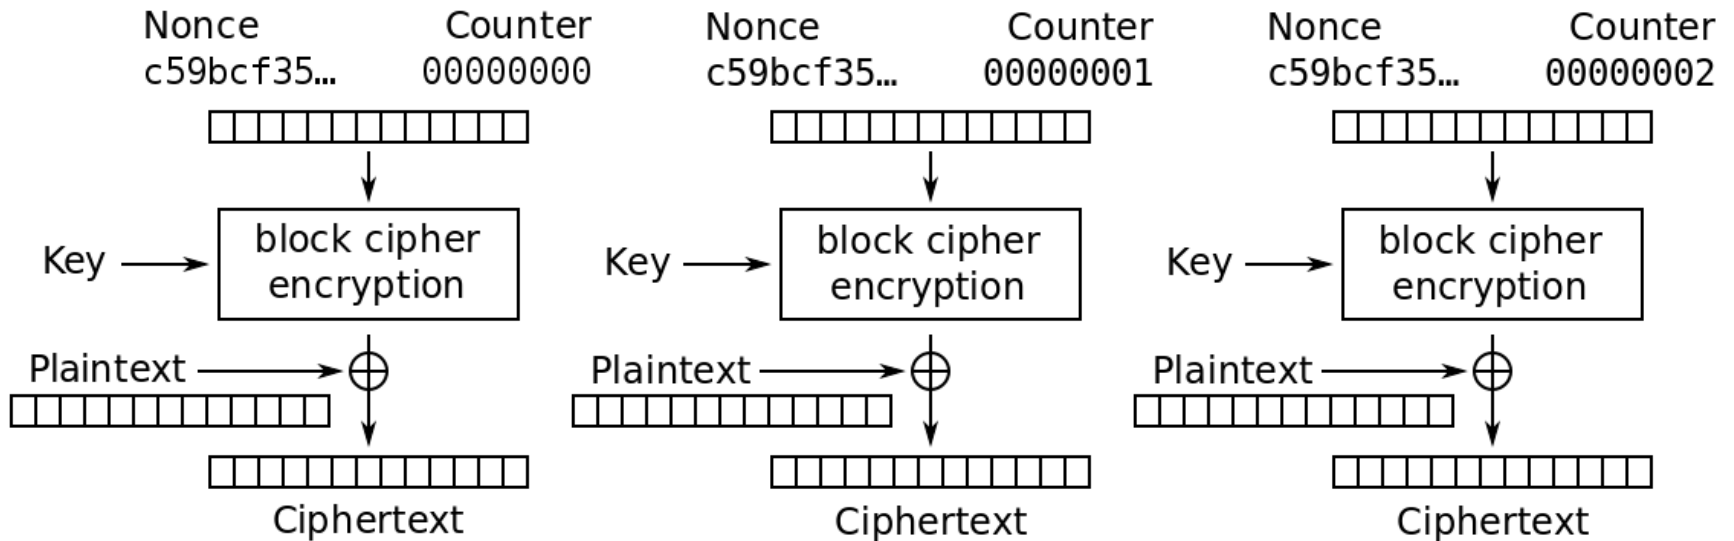 Nonce Counter Nonce Counter Nonce Counter
c59bcf35… 00000000 c59bcf35… 00000001 c59bcf35… 00000002
block cipher block cipher block cipher
Key encryption Key encryption Key encryption
Plaintext Plaintext Plaintext
Ciphertext Ciphertext Ciphertext